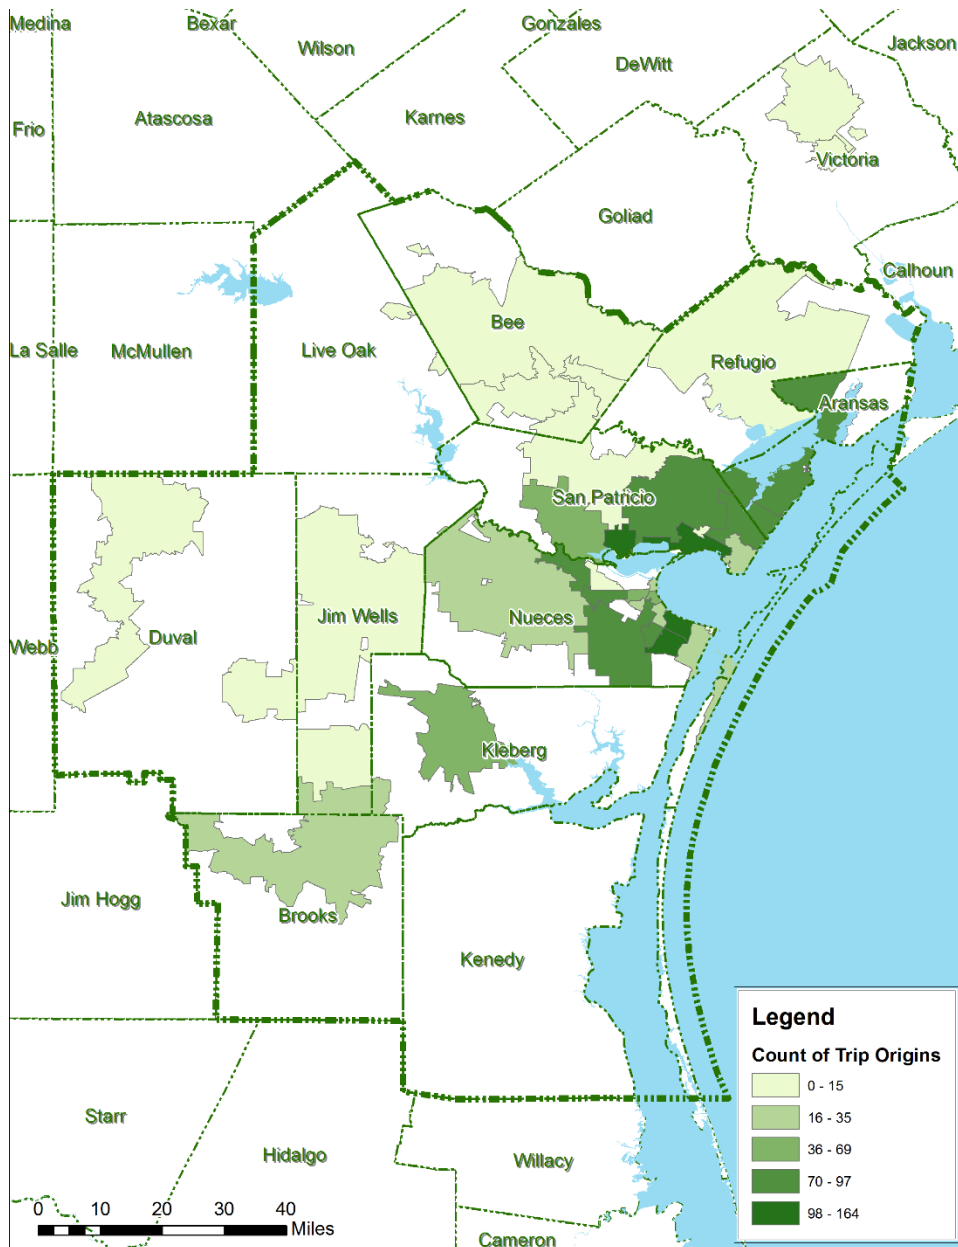 Medina
Bexar
Gonzales
Wilson
Jackson
DeWitt
Frio
Atascosa
Karnes
Victoria
Goliad
Calhoun
La Salle
McMullen
Live Oak
Bee
Refugio
Aransas
San Patricio
Webb
Duval
Jim Wells
Nueces
Kleberg
Jim Hogg
Brooks
Kenedy
Starr
Hidalgo
Willacy
Cameron
0 10 20 30 40
Miles
Legend
Count of Trip Origins
0 - 15
16 - 35
36 - 69
70 - 97
98 - 164